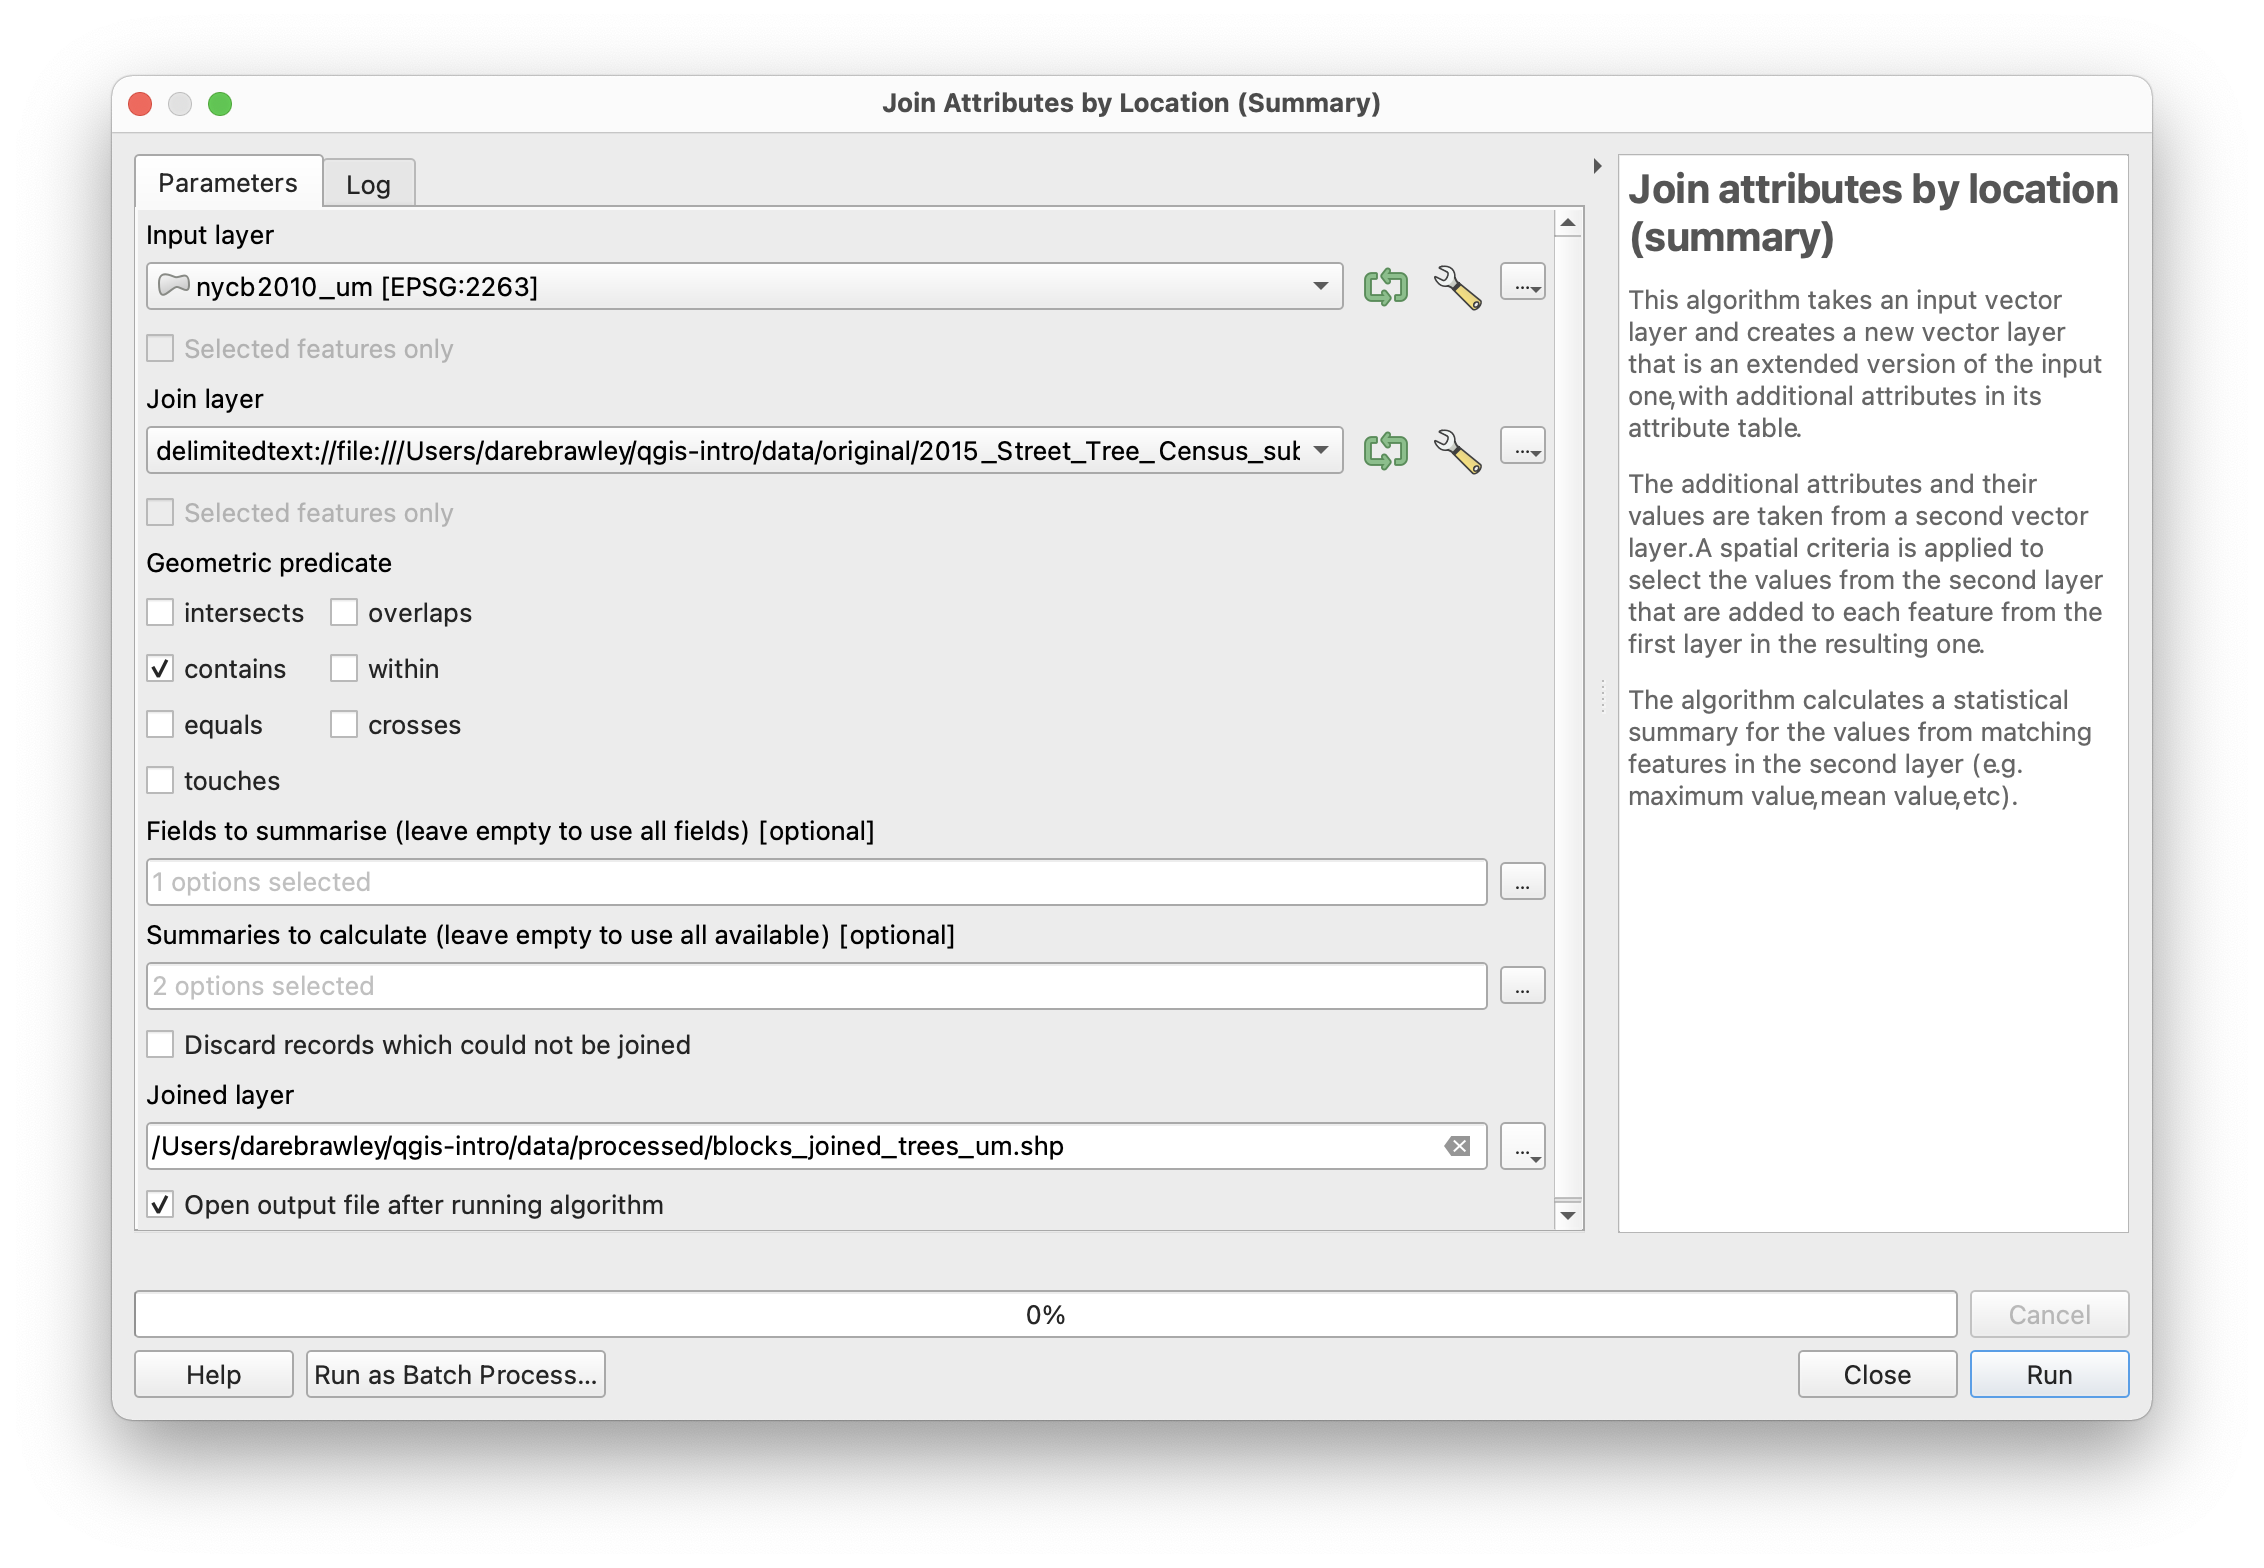 Join Attributes by Location (Summary)
Parameters
Log
Input layer
nycb2010_um [EPSG:2263]
...
Selected features only
Join layer
delimitedtext://file:///Users/darebrawley/qgis-intro/data/original/2015_Street_Tree_Census_sub
...
Selected features only
Geometric predicate
intersects
overlaps
contains
within
equals
crosses
touches
Fields to summarise (leave empty to use all fields) [optional]
1 options selected
...
Summaries to calculate (leave empty to use all available) [optional]
2 options selected
...
Discard records which could not be joined
Joined layer
/Users/darebrawley/qgis-intro/data/processed/blocks_joined_trees_um.shp
...
Open output file after running algorithm
Join attributes by location
(summary)
This algorithm takes an input vector
layer and creates a new vector layer
that is an extended version of the input
one,with additional attributes in its
attribute table.
The additional attributes and their
values are taken from a second vector
layer.A spatial criteria is applied to
select the values from the second layer
that are added to each feature from the
first layer in the resulting one.
The algorithm calculates a statistical
summary for the values from matching
features in the second layer (e.g.
maximum value,mean value,etc).
0%
Cancel
Help
Run as Batch Process...
Close
Run